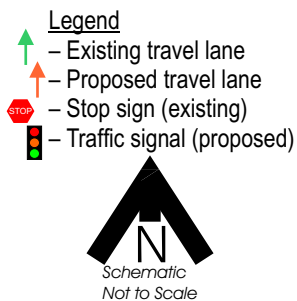 Legend
– Existing travel lane
– Proposed travel lane
STOP – Stop sign (existing)
– Traffic signal (proposed)
N
Schematic
Not to Scale